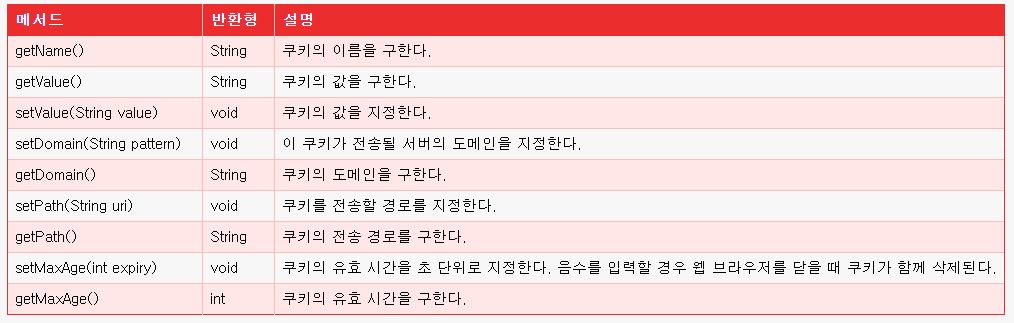 메서드 반환형 설명
getName() String 쿠키의 이름을 구한다.
getValue() String 쿠키의 값을 구한다.
setValue(String value) void 쿠키의 값을 지정한다.
setDomain(String pattern) void 이 쿠키가 전송될 서버의 도메인을 지정한다.
getDomain() String 쿠키의 도메인을 구한다.
setPath(String uri) void 쿠키를 전송할 경로를 지정한다.
getPath() String 쿠키의 전송 경로를 구한다.
setMaxAge(int expiry) void 쿠키의 유효 시간을 초 단위로 지정한다. 음수를 입력할 경우 웹 브라우저를 닫을 때 쿠키가 함께 삭제된다.
getMaxAge() int 쿠키의 유효 시간을 구한다.